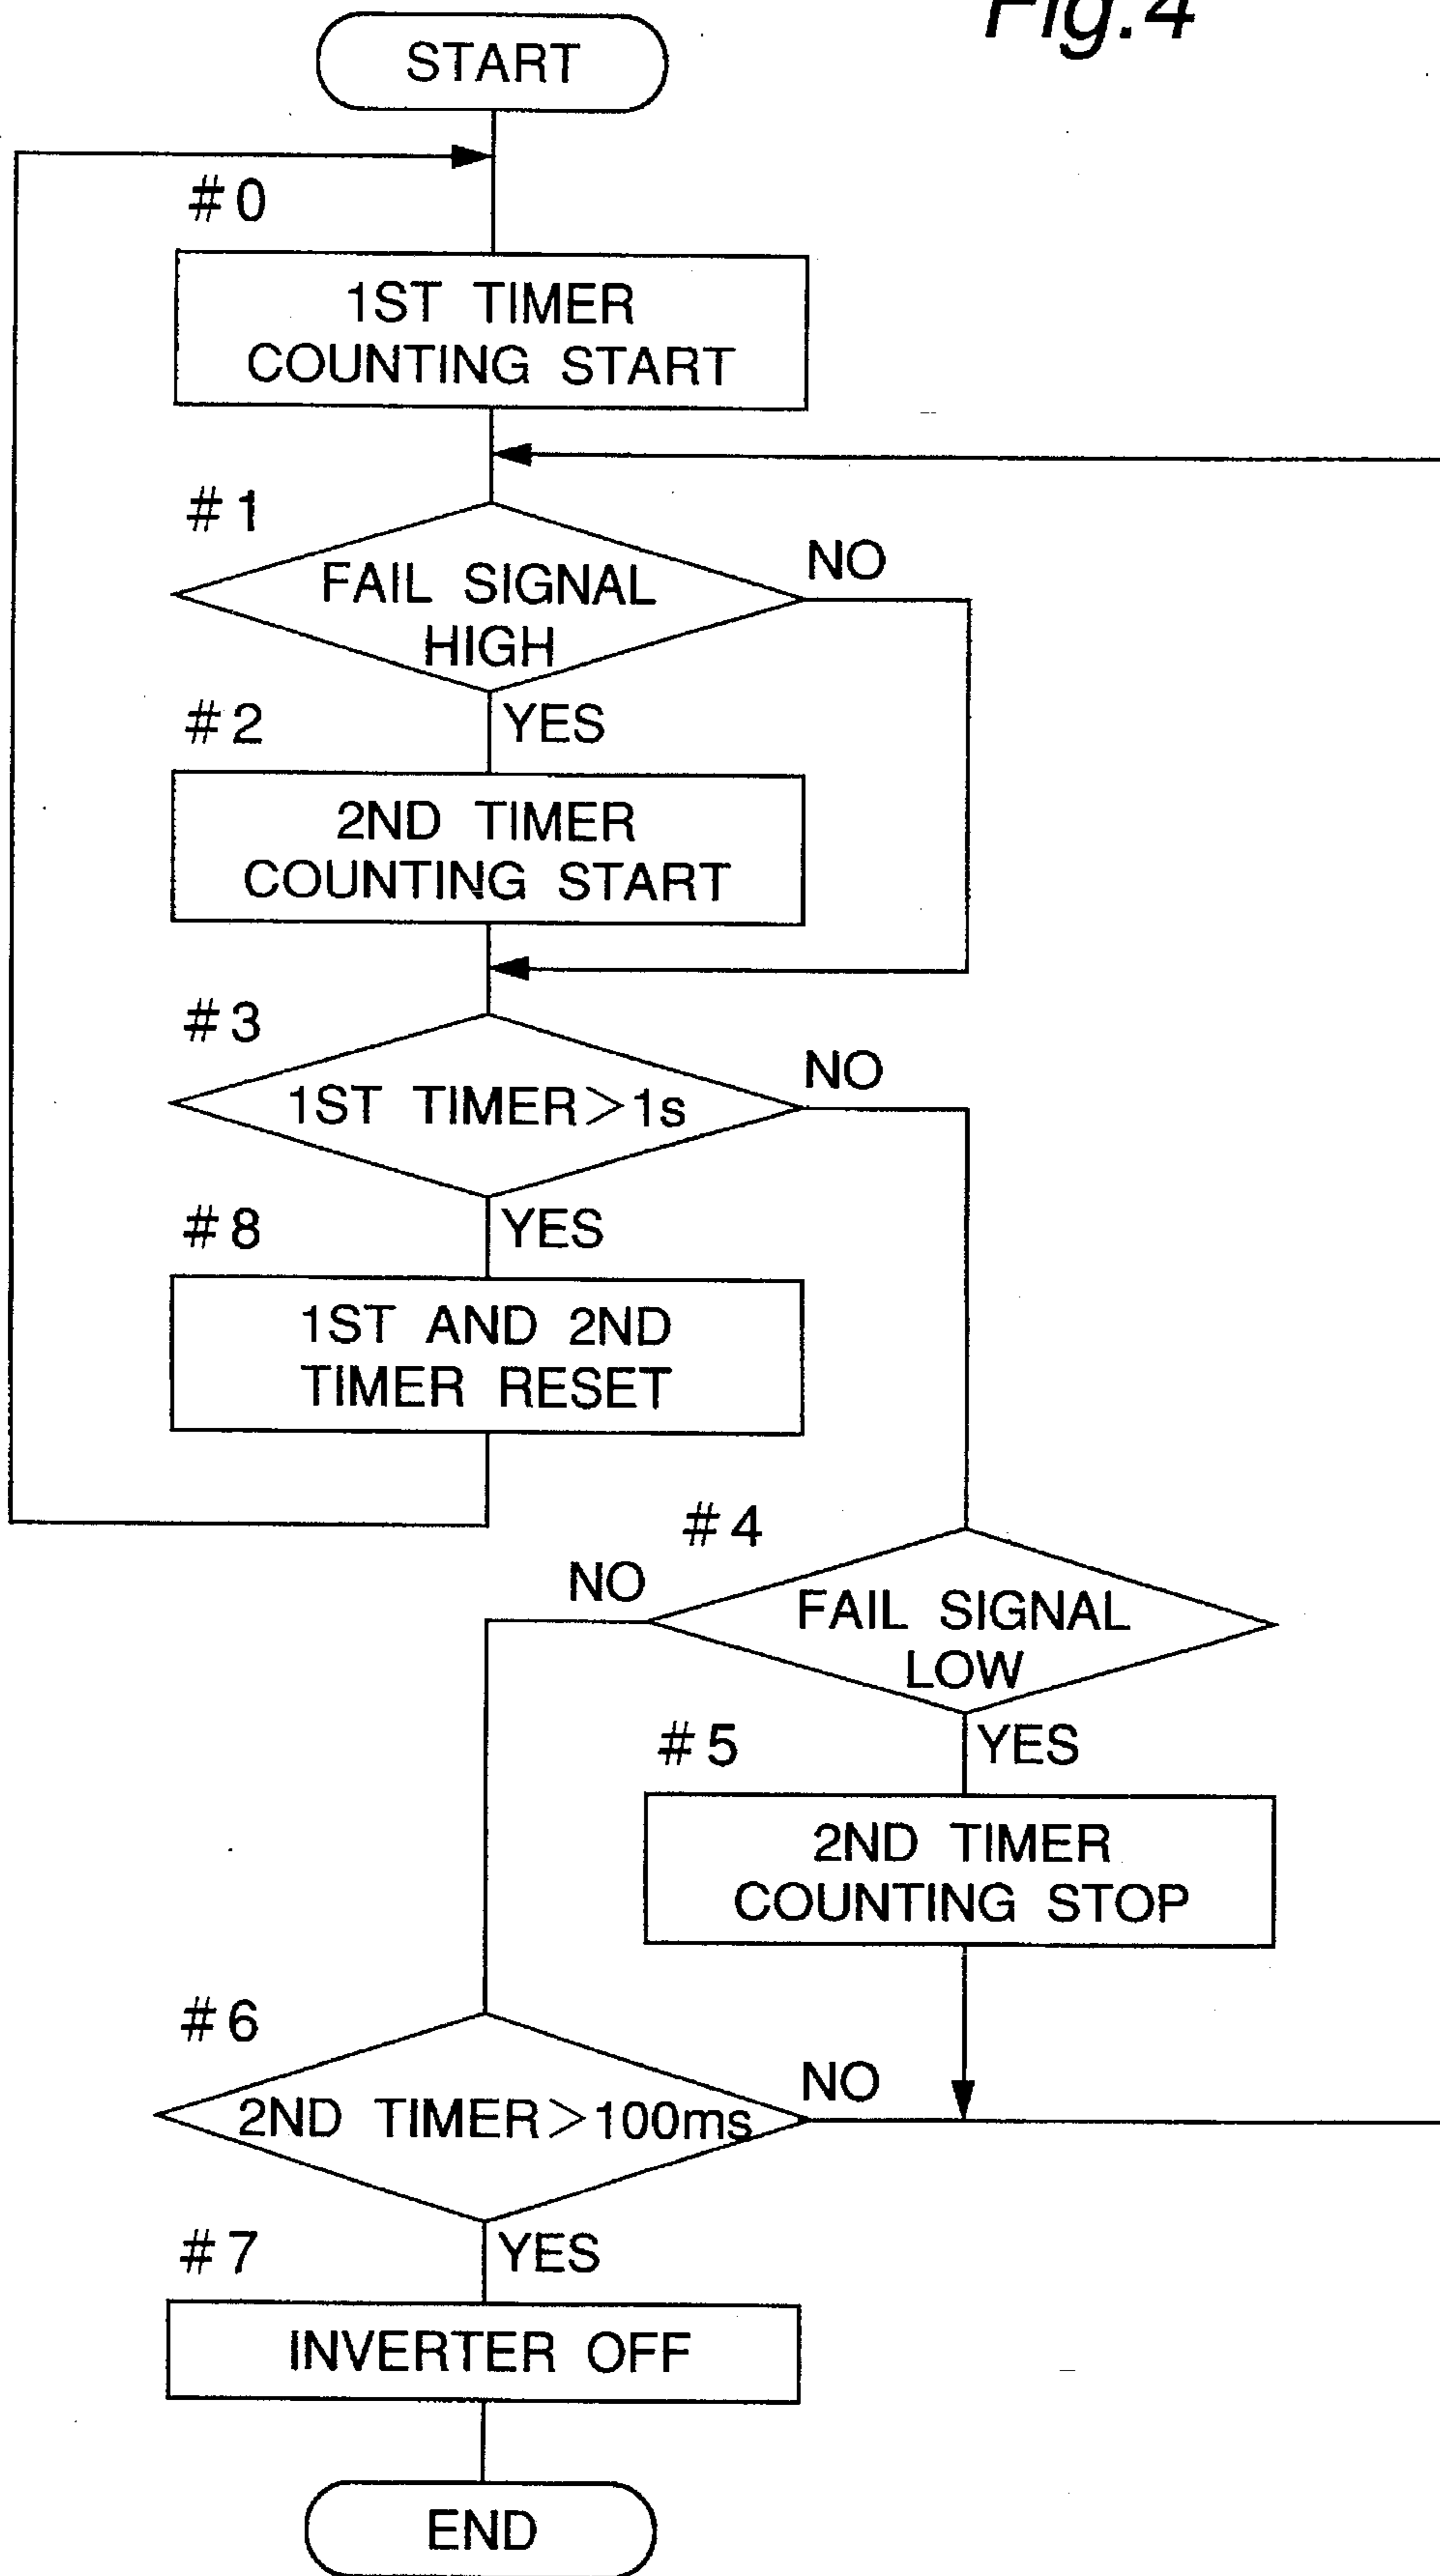 Fig.4
START
#0
1ST TIMER
COUNTING START
#1
FAIL SIGNAL
HIGH
NO
#2
YES
2ND TIMER
COUNTING START
#3
1ST TIMER>1s
NO
#8
YES
1ST AND 2ND
TIMER RESET
#4
NO
FAIL SIGNAL
LOW
#5
YES
2ND TIMER
COUNTING STOP
#6
2ND TIMER>100ms
NO
#7
YES
INVERTER OFF
END